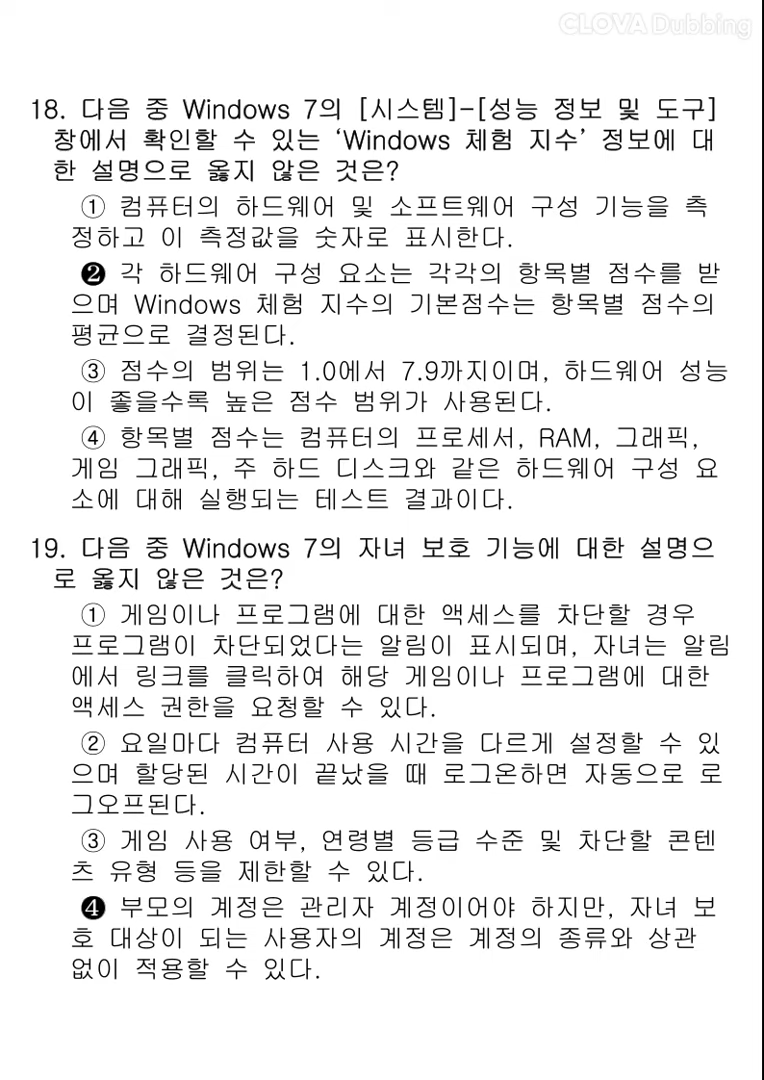 CLOVA Dubbing
18. 다음 중 Windows 7의 [시스템]-[성능 정보 및 도구]
창에서 확인할 수 있는 ‘Windows 체험 지수’ 정보에 대
한 설명으로 옳지 않은 것은?
① 컴퓨터의 하드웨어 및 소프트웨어 구성 기능을 측
정하고 이 측정값을 숫자로 표시한다.
❷ 각 하드웨어 구성 요소는 각각의 항목별 점수를 받
으며 Windows 체험 지수의 기본점수는 항목별 점수의
평균으로 결정된다.
③ 점수의 범위는 1.0에서 7.9까지이며, 하드웨어 성능
이 좋을수록 높은 점수 범위가 사용된다.
④ 항목별 점수는 컴퓨터의 프로세서, RAM, 그래픽,
게임 그래픽, 주 하드 디스크와 같은 하드웨어 구성 요
소에 대해 실행되는 테스트 결과이다.
19. 다음 중 Windows 7의 자녀 보호 기능에 대한 설명으
로 옳지 않은 것은?
① 게임이나 프로그램에 대한 액세스를 차단할 경우
프로그램이 차단되었다는 알림이 표시되며, 자녀는 알림
에서 링크를 클릭하여 해당 게임이나 프로그램에 대한
액세스 권한을 요청할 수 있다.
② 요일마다 컴퓨터 사용 시간을 다르게 설정할 수 있
으며 할당된 시간이 끝났을 때 로그온하면 자동으로 로
그오프된다.
③ 게임 사용 여부, 연령별 등급 수준 및 차단할 콘텐
츠 유형 등을 제한할 수 있다.
❹ 부모의 계정은 관리자 계정이어야 하지만, 자녀 보
호 대상이 되는 사용자의 계정은 계정의 종류와 상관
없이 적용할 수 있다.